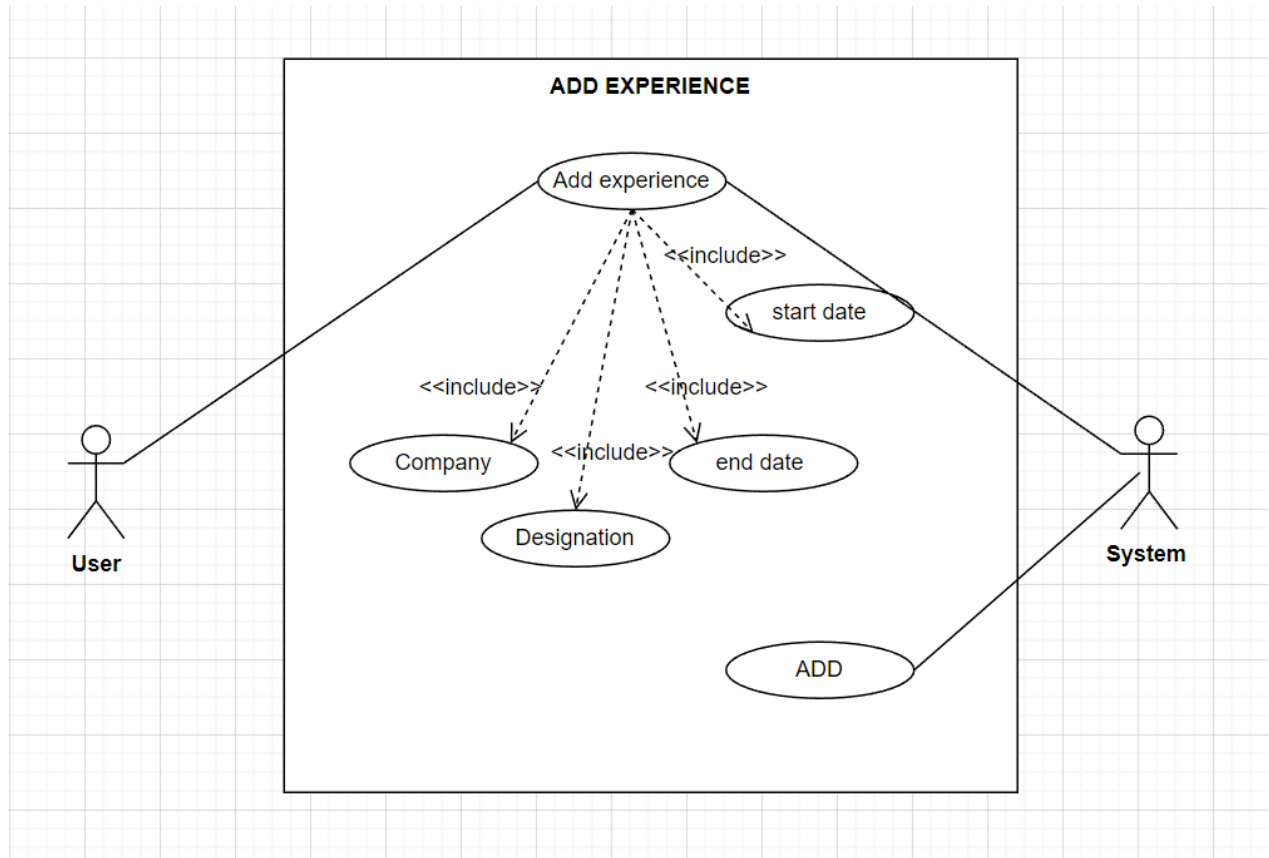 ADD EXPERIENCE
Add experience
<<include>>
start date
<<include>>
<<include>>
Company
<<include>>
end date
Designation
User
System
ADD